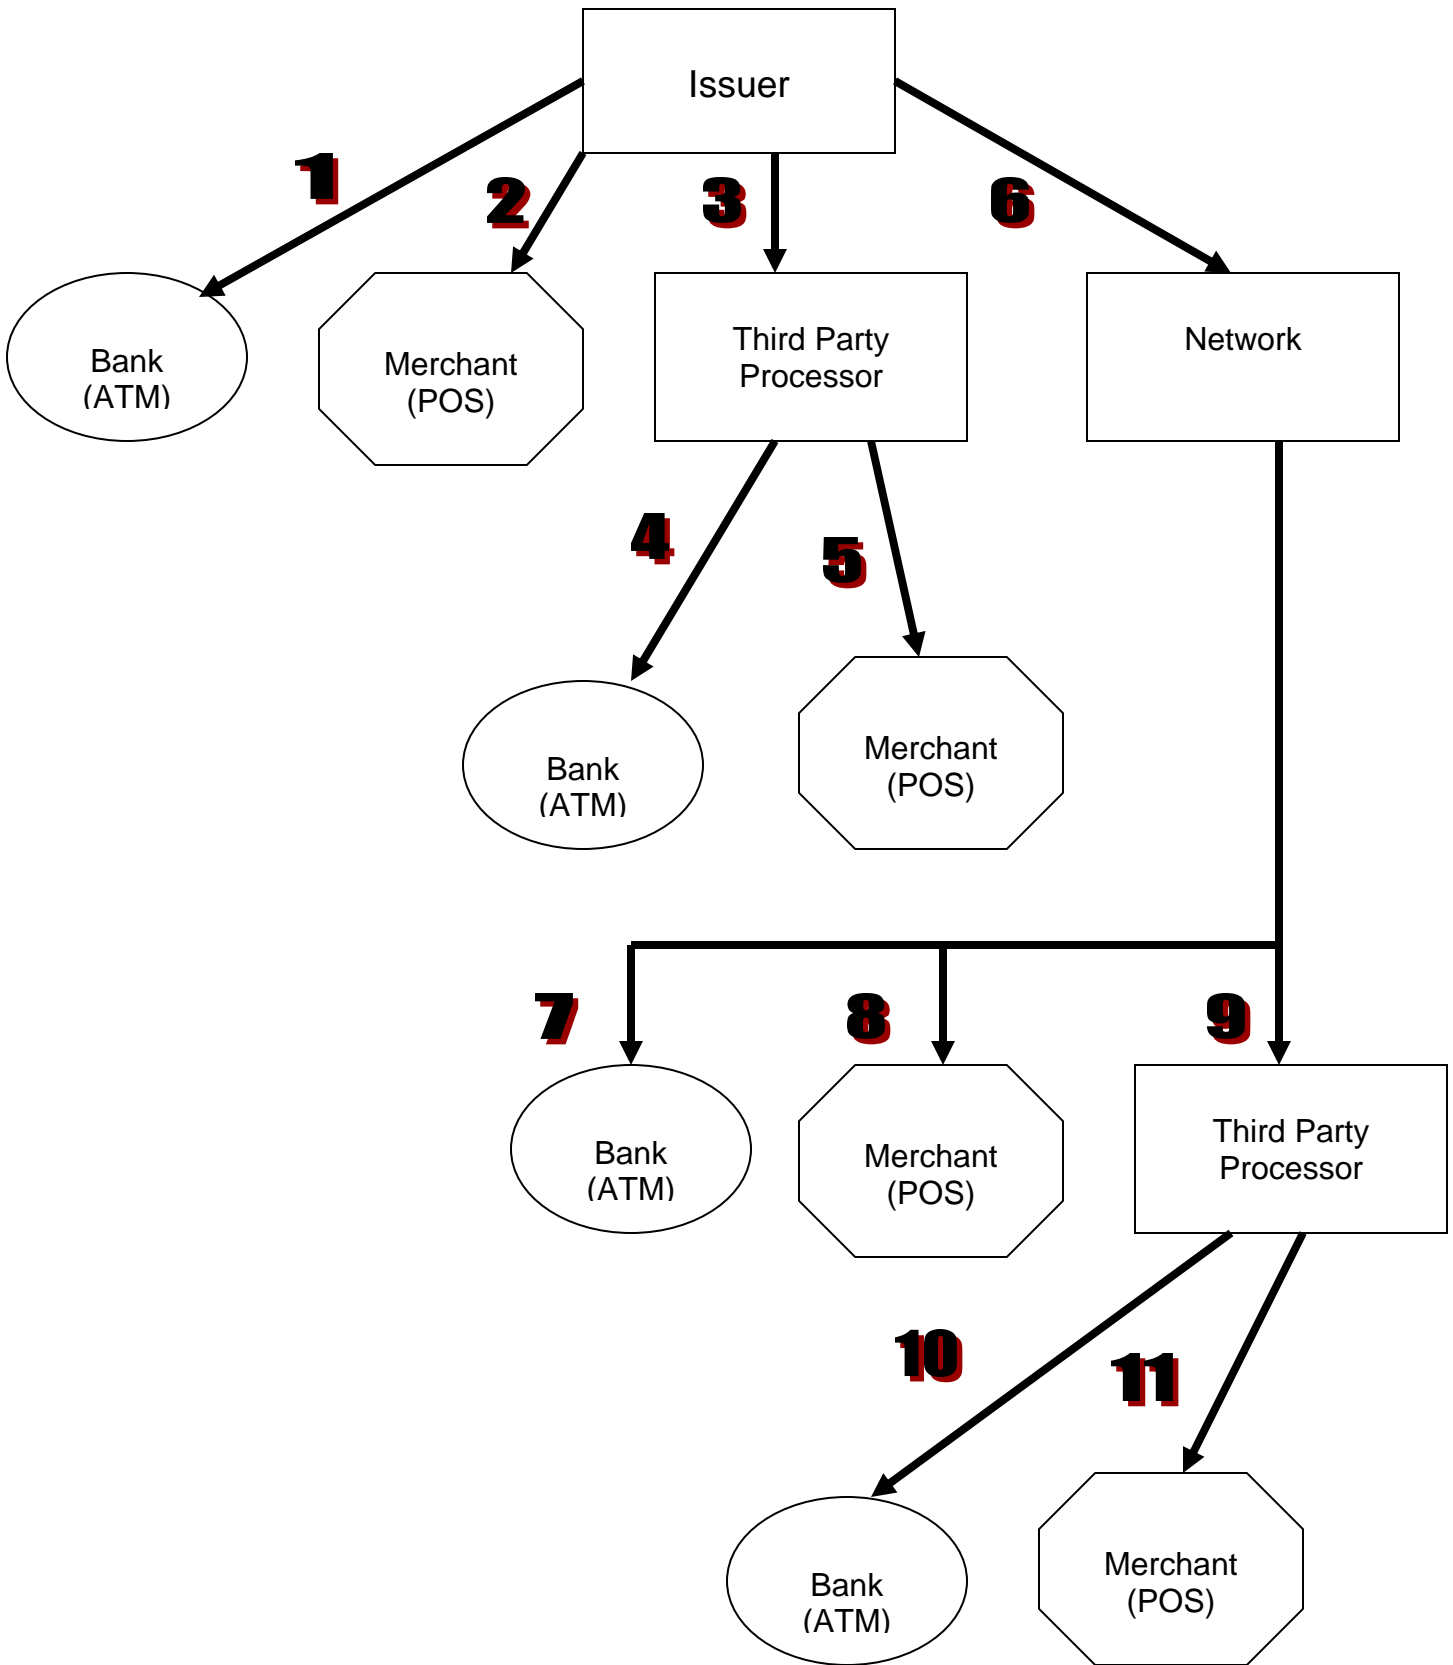 Issuer
1
2
3
6
Bank
(ATM)
Merchant
(POS)
Third Party
Processor
Network
4
5
Bank
(ATM)
Merchant
(POS)
7
8
9
Bank
(ATM)
Merchant
(POS)
Third Party
Processor
10
11
Bank
(ATM)
Merchant
(POS)